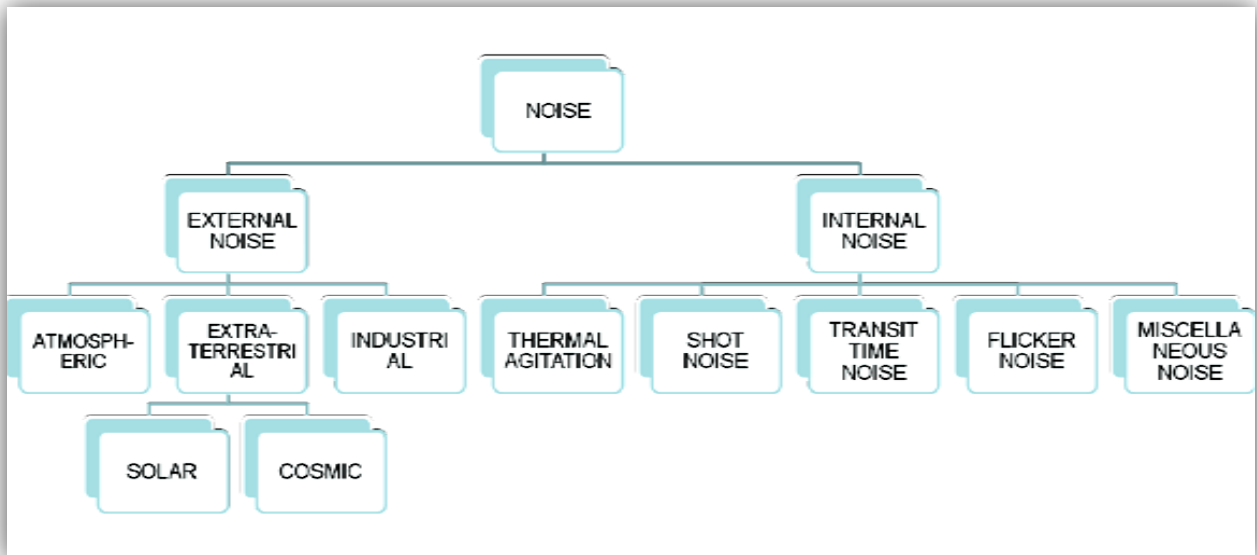 NOISE
EXTERNAL
NOISE
INTERNAL
NOISE
ATMOSPH-
ERIC
EXTRA-
TERRESTRI
AL
INDUSTRI
AL
THERMAL
AGITATION
SHOT
NOISE
TRANSIT
TIME
NOISE
FLICKER
NOISE
MISCELLA
NEOUS
NOISE
SOLAR
COSMIC